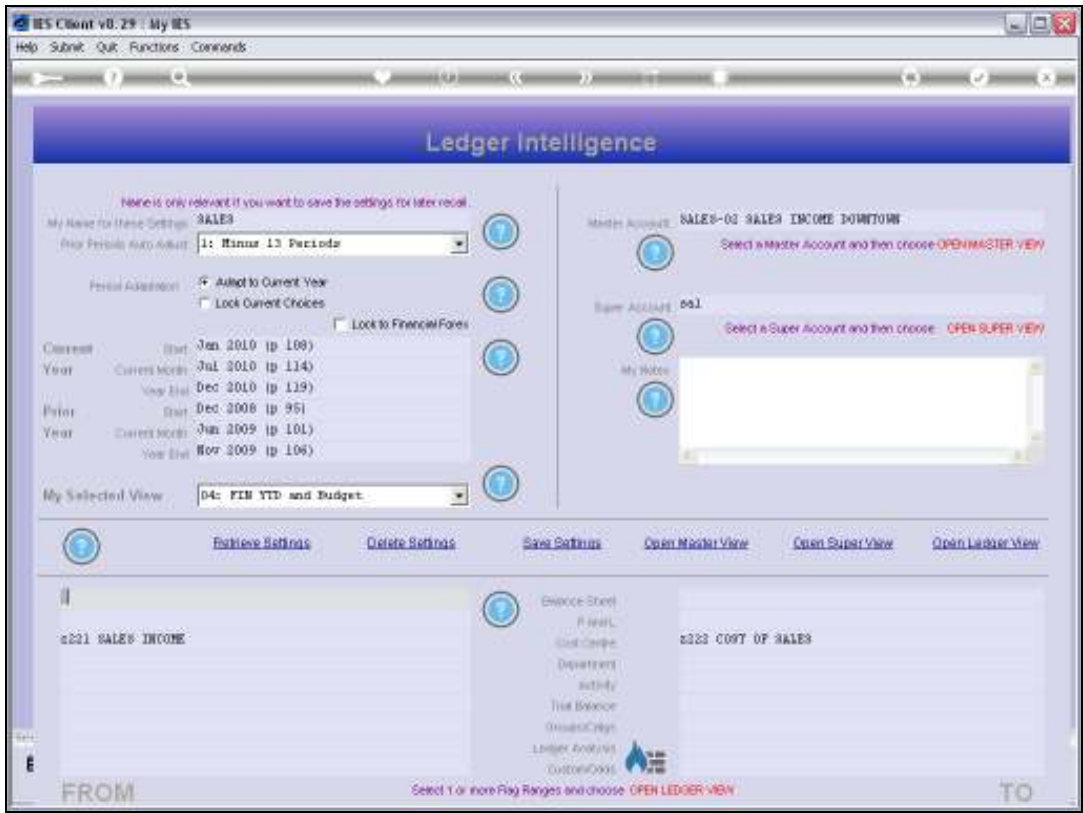 IES Client v8.29 : My IES
Help Submit Quit Functions Commands
Ledger Intelligence
Name is only relevant if you want to save the settings for later recall.
My Name for these Settings SALES
Prior Periods Auto Adjust 1: Minus 13 Periods
Period Adaptation Adapt to Current Year
Lock Current Choices
Lock to Financial Forex
Current Start Jan 2010 (p 108)
Year Current Month Jul 2010 (p 114)
Year End Dec 2010 (p 119)
Prior Start Dec 2008 (p 95)
Year Current Month Jun 2009 (p 101)
Year End Nov 2009 (p 106)
My Selected View 04: FIN YTD and Budget
Master Account SALES-02 SALES INCOME DOWNTOWN
Select a Master Account and then choose OPEN MASTER VIEW
Super Account sal
Select a Super Account and then choose OPEN SUPER VIEW
My Notes
Retrieve Settings Delete Settings Save Settings Open Master View Open Super View Open Ledger View
Balance Sheet
P and L
s221 SALES INCOME Cost Centre s222 COST OF SALES
Department
Activity
Trial Balance
Ledger Analysis
Select 1 or more Flag Ranges and choose OPEN LEDGER VIEW
FROM TO